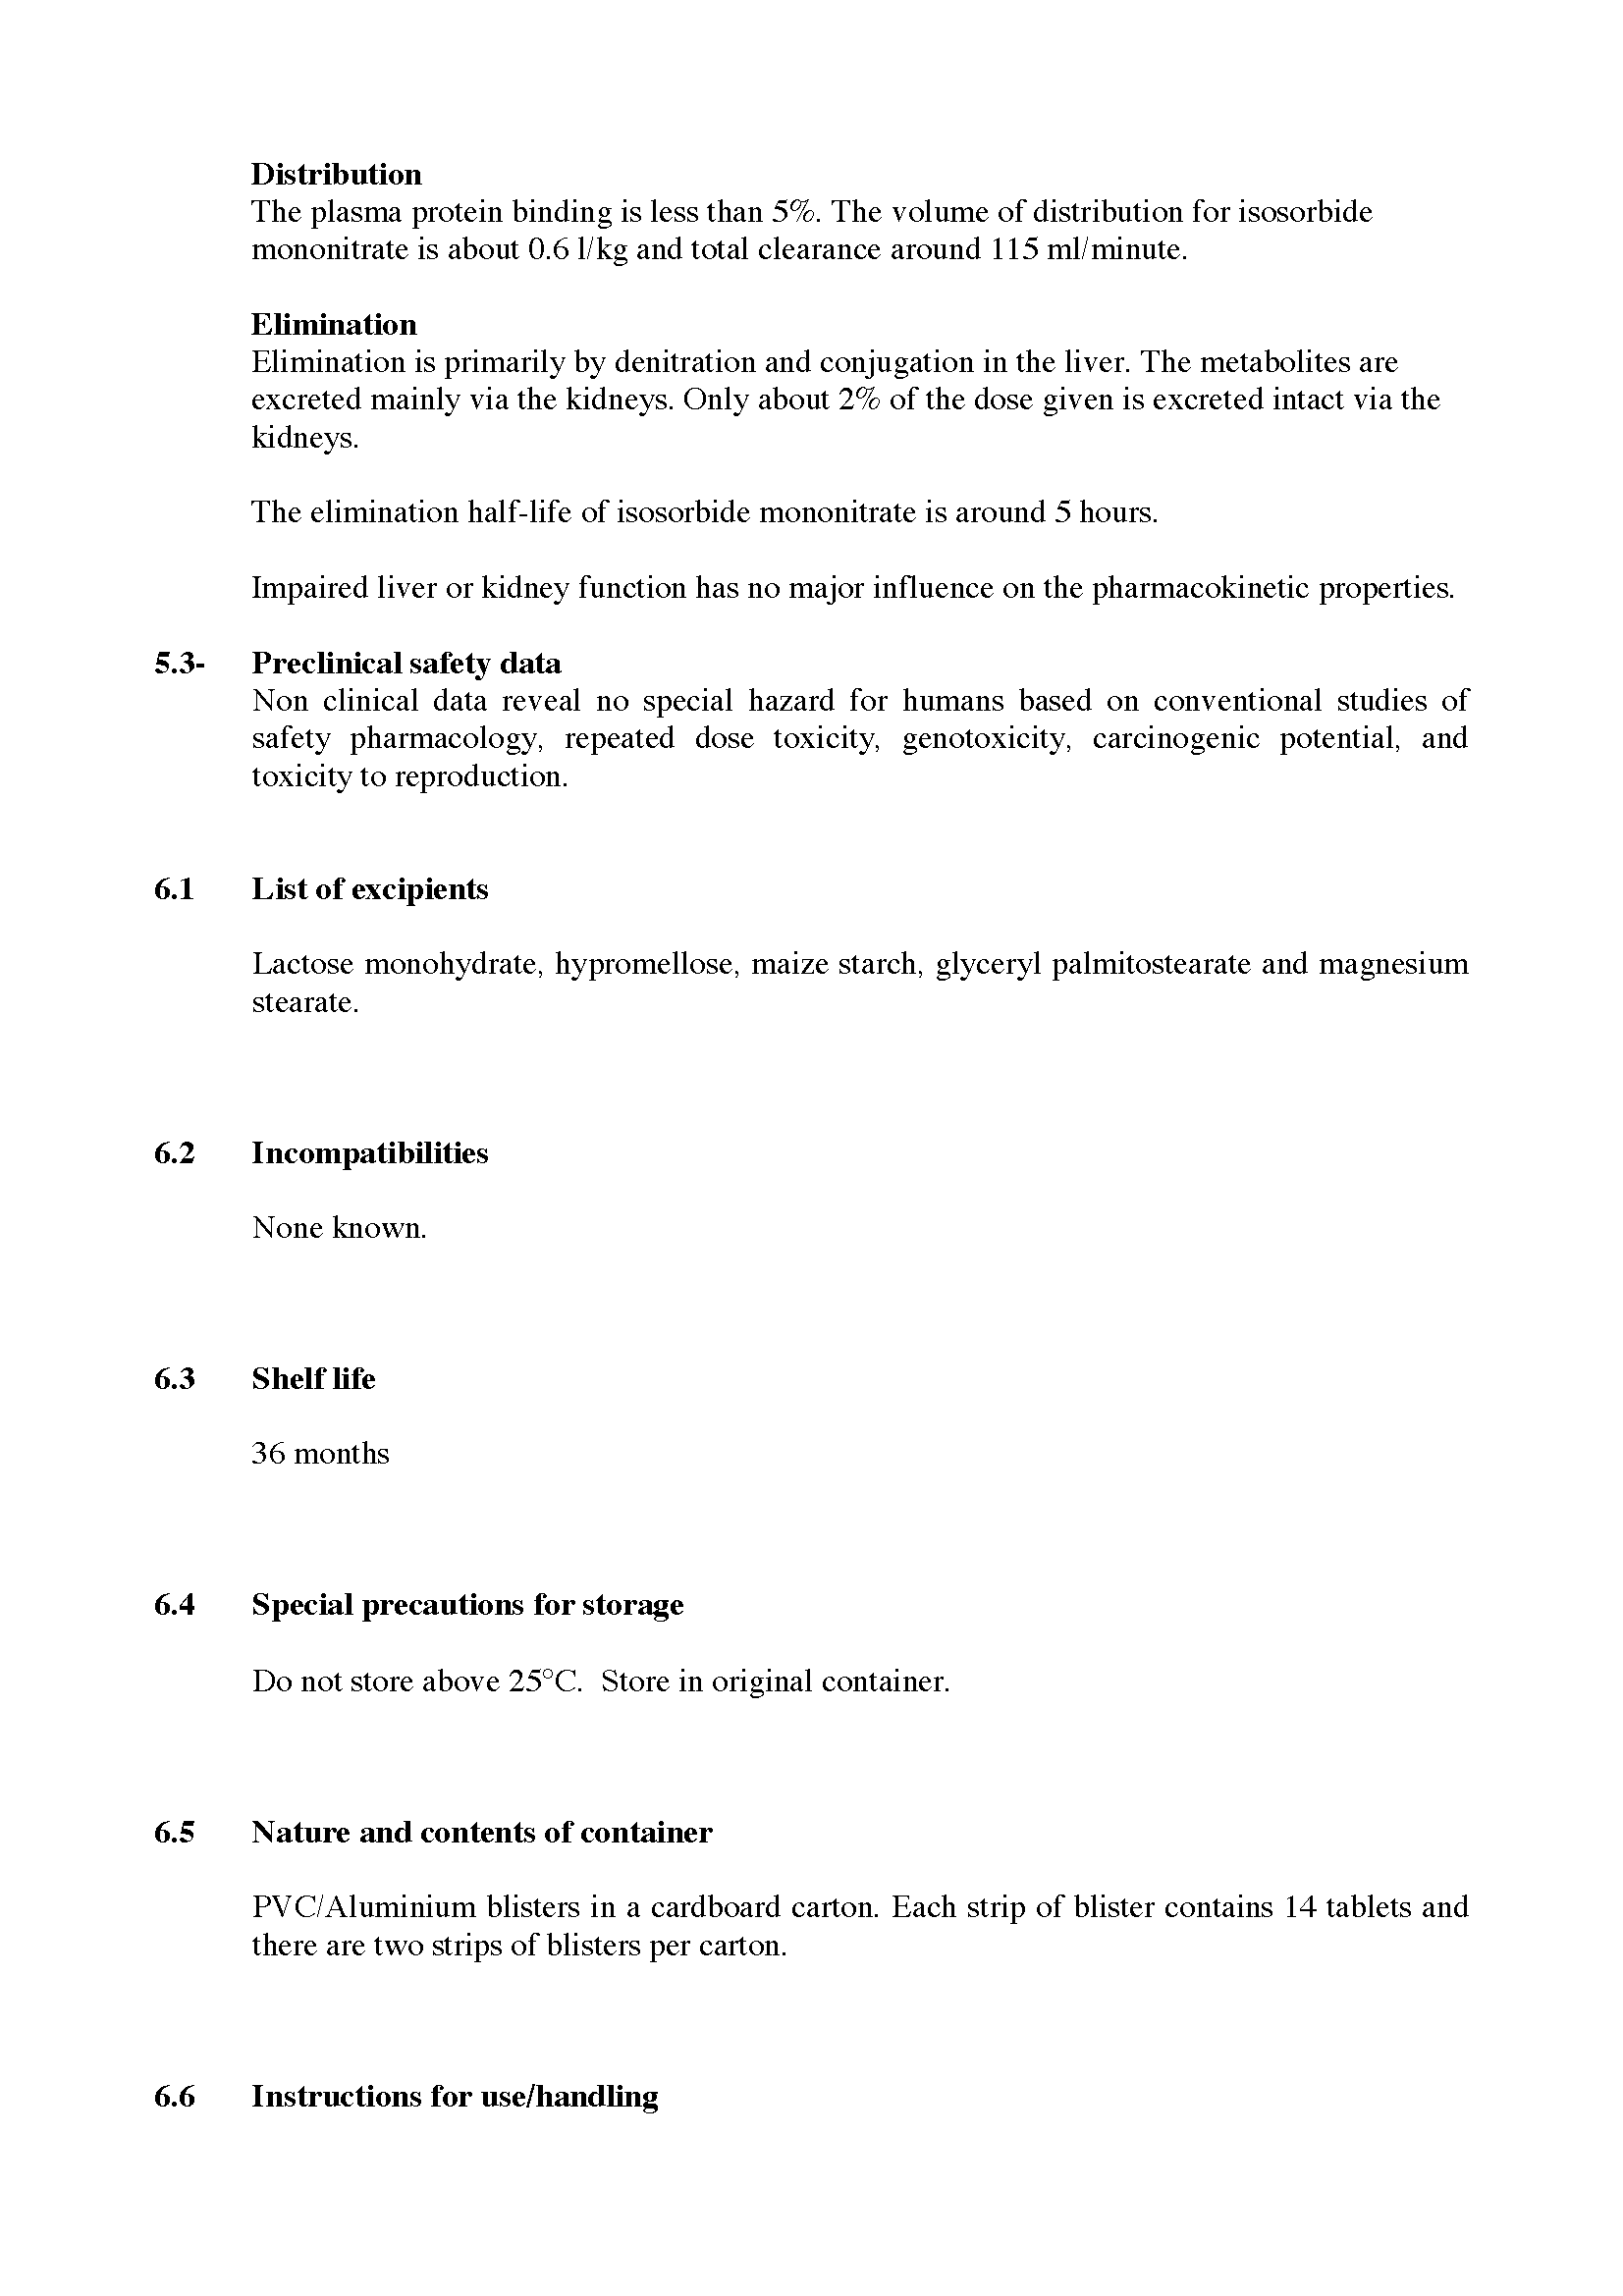 Distribution
The plasma protein binding is less than 5%. The volume of distribution for isosorbide
mononitrate is about 0.6 l/kg and total clearance around 115 ml/minute.
Elimination
Elimination is primarily by denitration and conjugation in the liver. The metabolites are
excreted mainly via the kidneys. Only about 2% of the dose given is excreted intact via the
kidneys.
The elimination half-life of isosorbide mononitrate is around 5 hours.
Impaired liver or kidney function has no major influence on the pharmacokinetic properties.
5.3- Preclinical safety data
Non clinical data reveal no special hazard for humans based on conventional studies of
safety pharmacology, repeated dose toxicity, genotoxicity, carcinogenic potential, and
toxicity to reproduction.
6.1 List of excipients
Lactose monohydrate, hypromellose, maize starch, glyceryl palmitostearate and magnesium
stearate.
6.2 Incompatibilities
None known.
6.3 Shelf life
36 months
6.4 Special precautions for storage
Do not store above 25°C. Store in original container.
6.5 Nature and contents of container
PVC/Aluminium blisters in a cardboard carton. Each strip of blister contains 14 tablets and
there are two strips of blisters per carton.
6.6 Instructions for use/handling